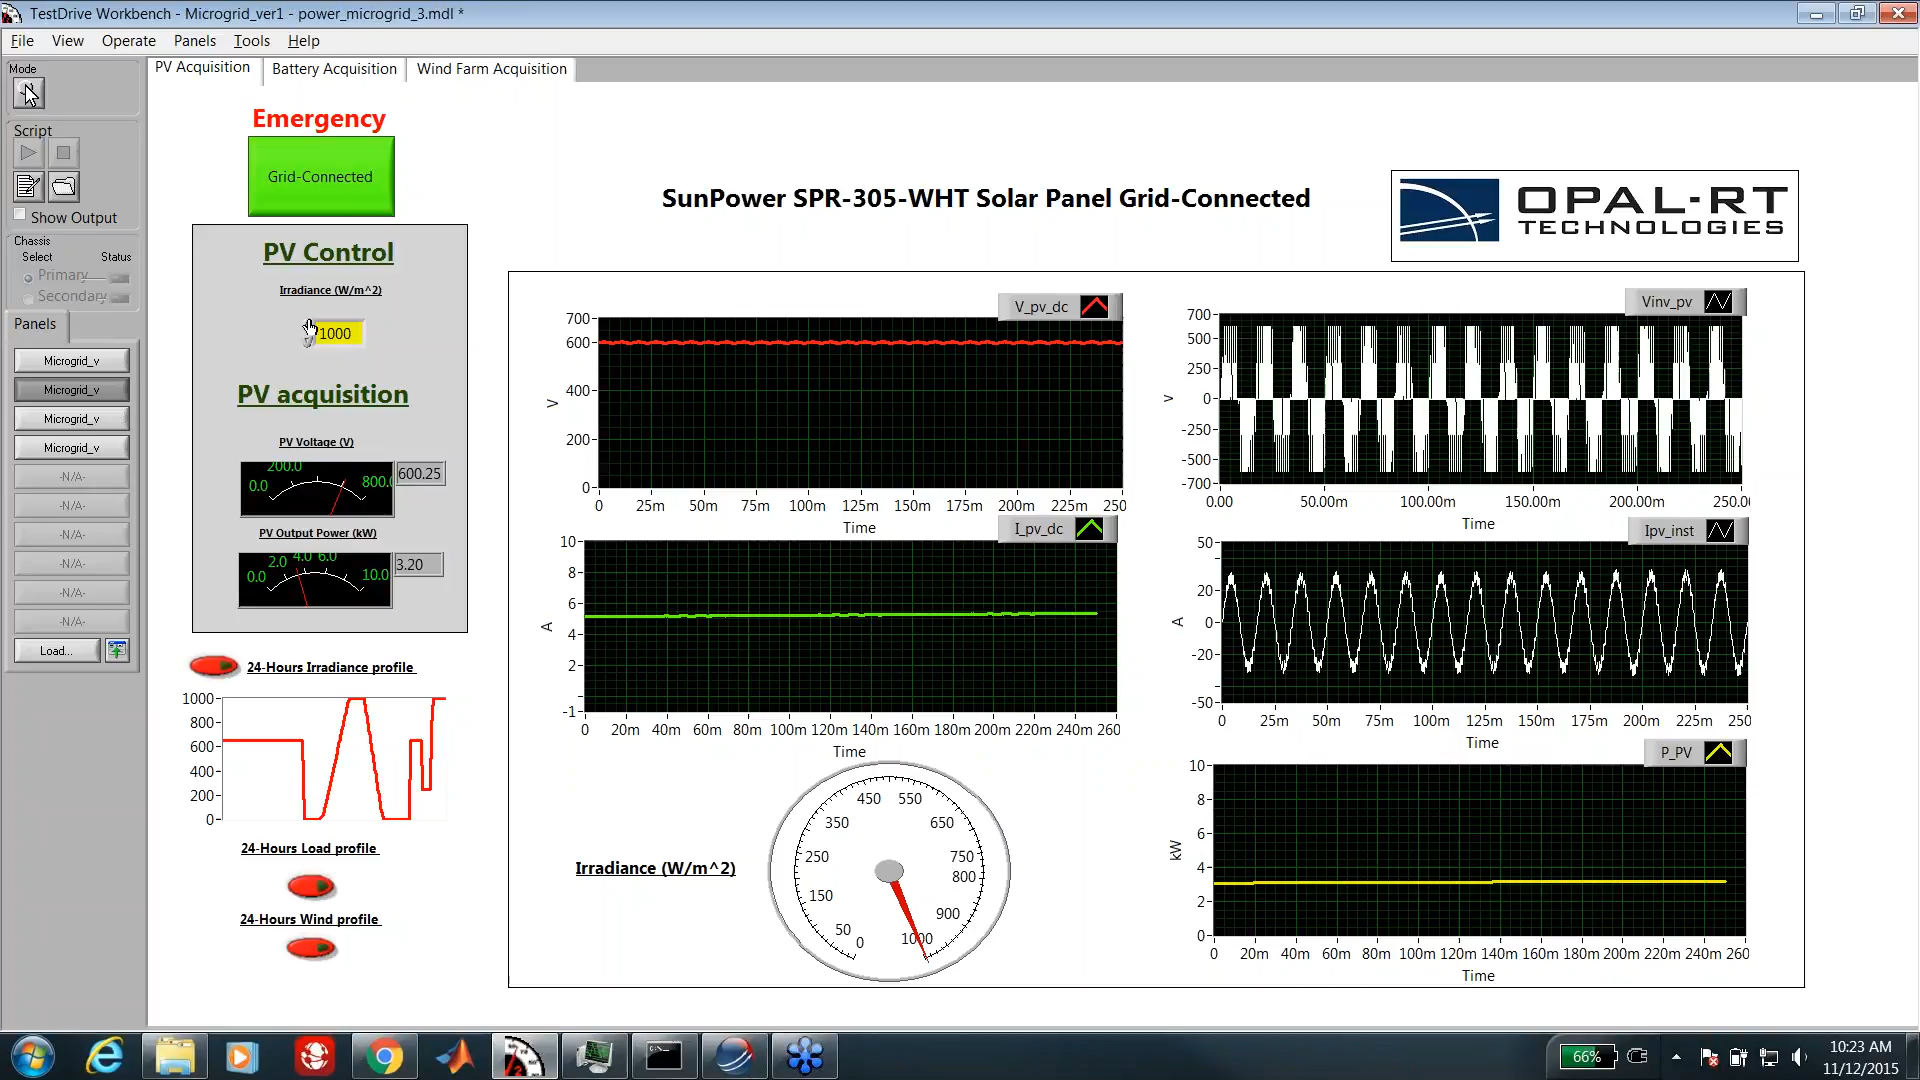 TestDrive Workbench - Microgrid_ver1 - power_microgrid_3.mdl *
File View Operate Panels Tools Help
Mode
Script
Show Output
Chassis
Select Status
Primary
Secondary
Panels
Microgrid_v
Microgrid_v
Microgrid_v
Microgrid_v
-N/A-
-N/A-
-N/A-
-N/A-
-N/A-
-N/A-
Load...
PV Acquisition Battery Acquisition Wind Farm Acquisition
Emergency
Grid-Connected
PV Control
Irradiance (W/m^2)
1000
PV acquisition
PV Voltage (V)
0.0 200.0 800.0
600.25
PV Output Power (kW)
0.0 2.0 4.0 6.0 10.0
3.20
24-Hours Irradiance profile
1000
800
600
400
200
0
24-Hours Load profile
24-Hours Wind profile
SunPower SPR-305-WHT Solar Panel Grid-Connected
OPAL-RT
TECHNOLOGIES
V_pv_dc
700
600
400
200
0
V
0 25m 50m 75m 100m 125m 150m 175m 200m 225m 250
Time
I_pv_dc
10
8
6
4
2
-1
A
0 20m 40m 60m 80m 100m 120m 140m 160m 180m 200m 220m 240m 260
Time
Irradiance (W/m^2)
0 50 150 250 350 450 550 650 750 800 900 1000
Vinv_pv
700
500
250
0
-250
-500
-700
V
0.00 50.00m 100.00m 150.00m 200.00m 250.0
Time
Ipv_inst
50
20
0
-20
-50
A
0 25m 50m 75m 100m 125m 150m 175m 200m 225m 250
Time
P_PV
10
8
6
4
2
0
kW
0 20m 40m 60m 80m 100m 120m 140m 160m 180m 200m 220m 240m 260
Time
66%
10:23 AM
11/12/2015